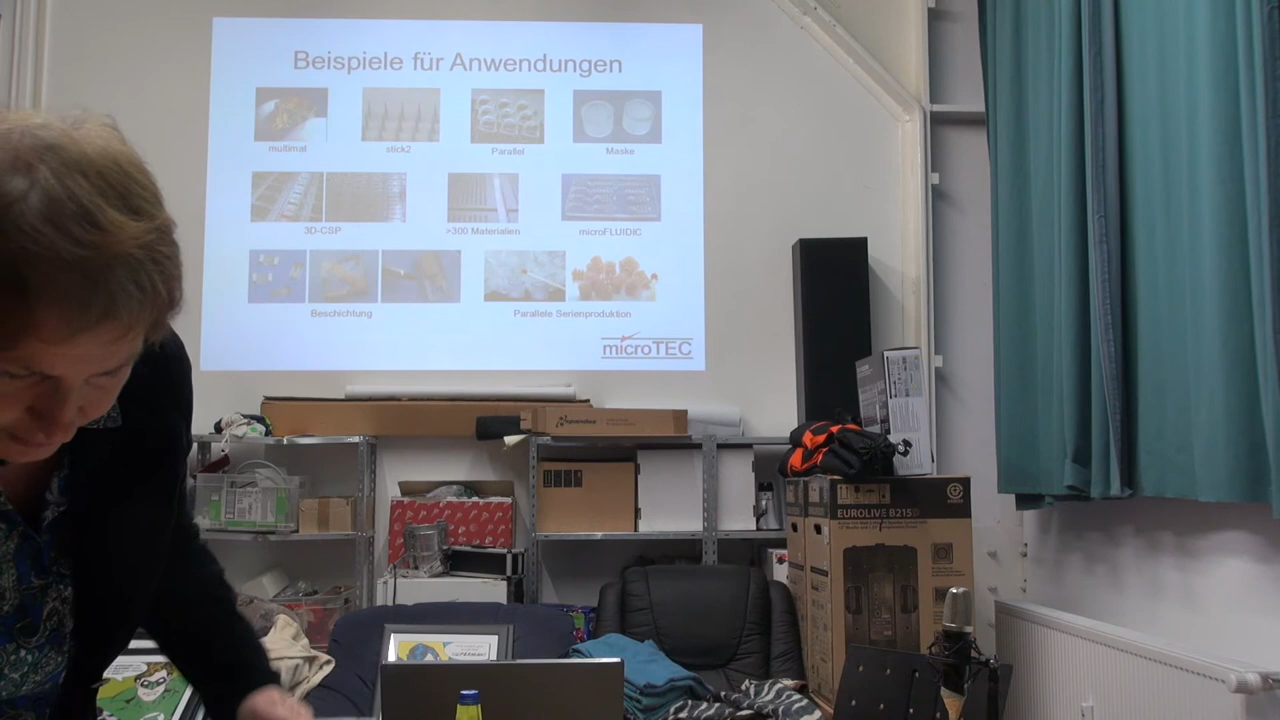 Beispiele für Anwendungen
multimat
stick2
Parallel
Maske
3D-CSP
>300 Materialien
microFLUIDIC
Beschichtung
Parallele Serienproduktion
microTEC
EUROLIVE B215D